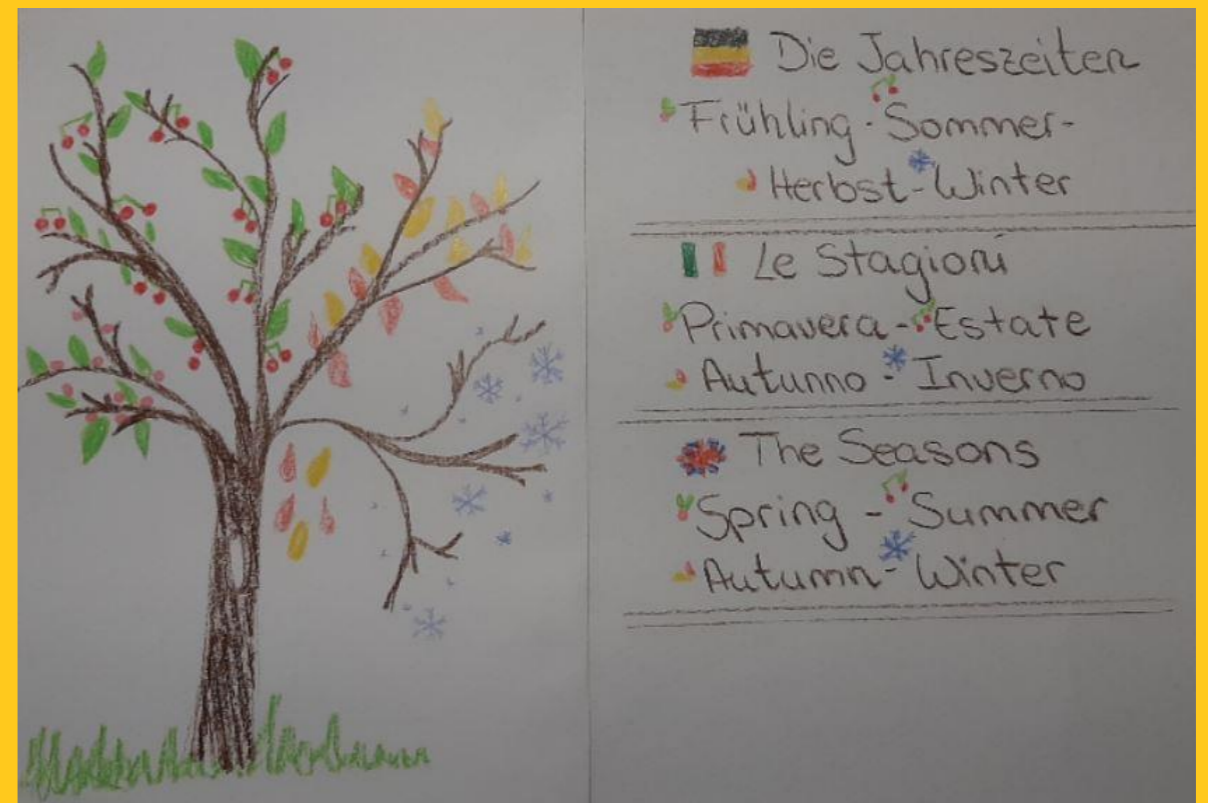 Die Jahreszeiten
Frühling - Sommer -
Herbst - Winter
Le Stagioni
Primavera - Estate
Autunno - Inverno
The Seasons
Spring - Summer
Autumn - Winter